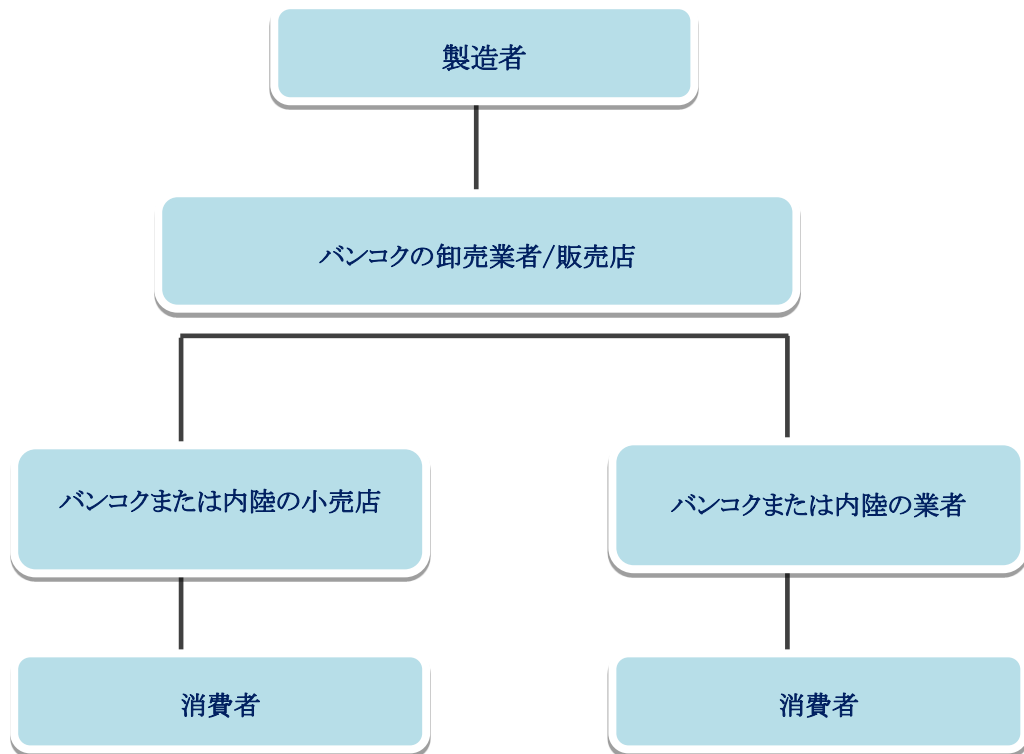 製造者
バンコクの卸売業者/販売店
バンコクまたは内陸の小売店
バンコクまたは内陸の業者
消費者
消費者